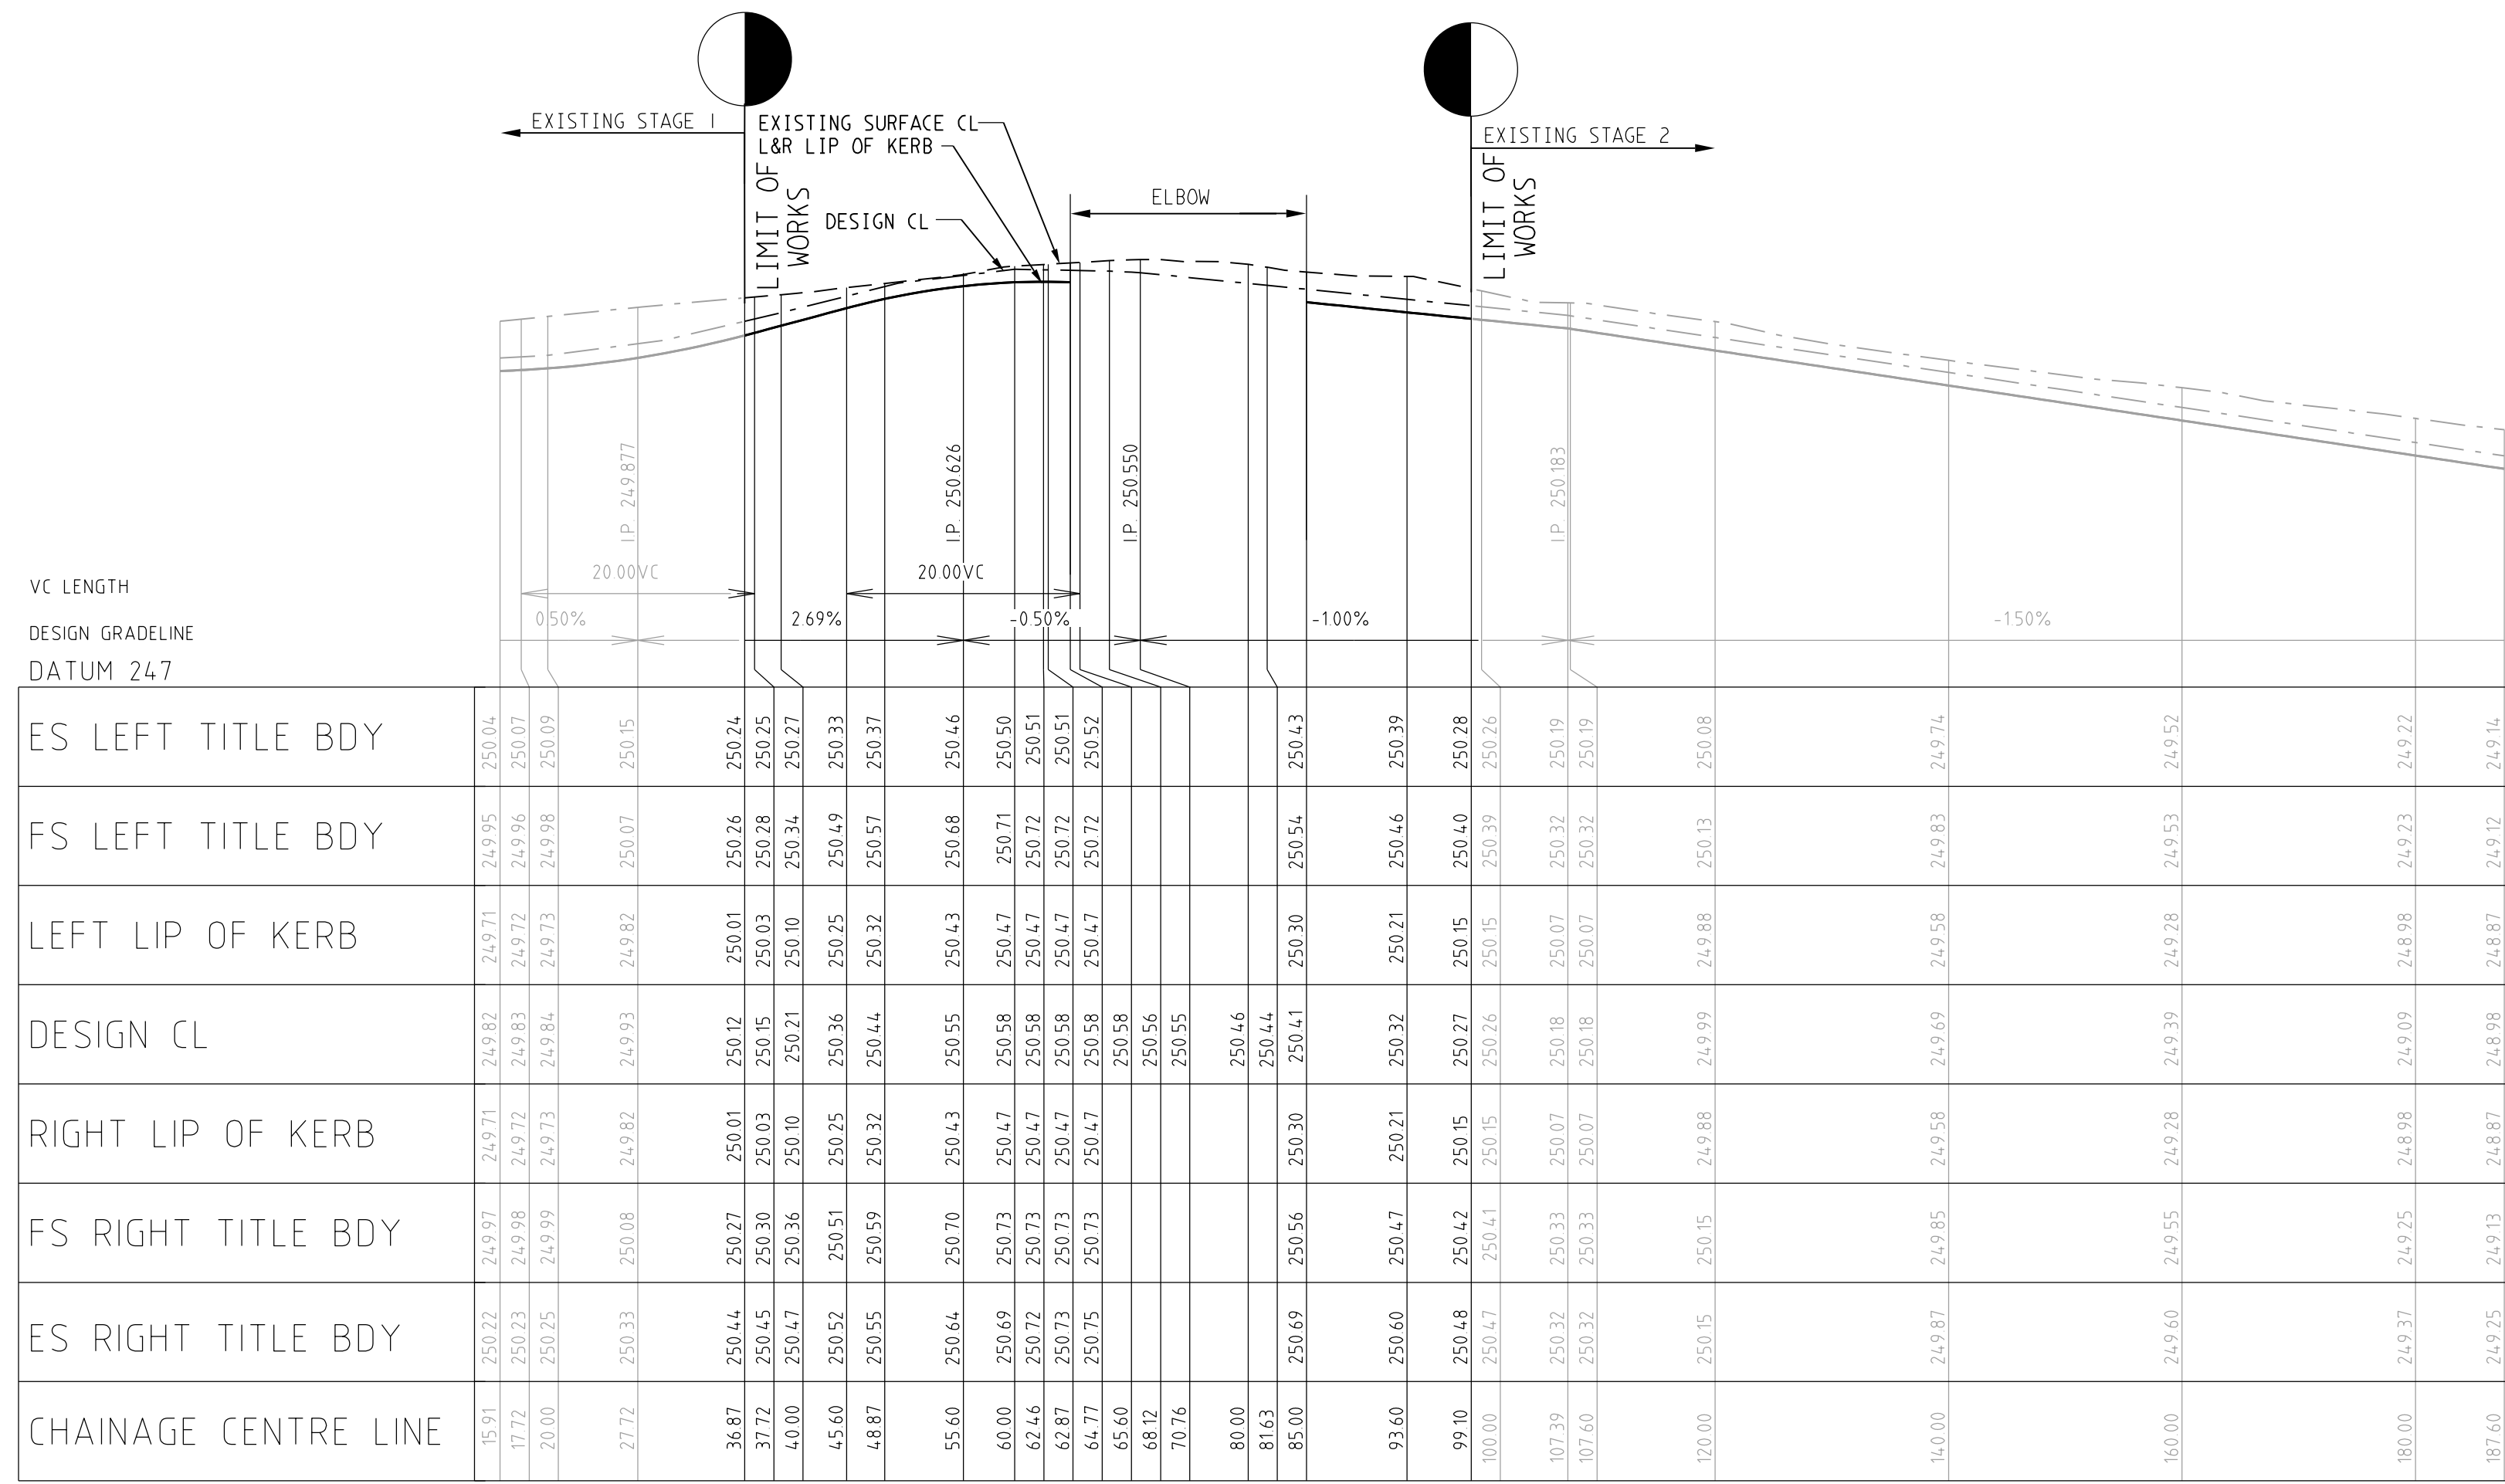 EXISTING STAGE 1
EXISTING SURFACE CL
L&R LIP OF KERB
DESIGN CL
LIMIT OF
WORKS
ELBOW
EXISTING STAGE 2
LIMIT OF
WORKS
I.P. 249.877
I.P. 250.626
I.P. 250.550
I.P. 250.183
VC LENGTH 20.00VC 20.00VC
DESIGN GRADELINE 0.50% 2.69% -0.50% -1.00% -1.50%
DATUM 247
ES LEFT TITLE BDY 250.04 250.07 250.09 250.15 250.24 250.25 250.27 250.33 250.37 250.46 250.50 250.51 250.51 250.52 250.43 250.39 250.28 250.26 250.19 250.19 250.08 249.74 249.52 249.22 249.14
FS LEFT TITLE BDY 249.95 249.96 249.98 250.07 250.26 250.28 250.34 250.49 250.57 250.68 250.71 250.72 250.72 250.72 250.54 250.46 250.40 250.39 250.32 250.32 250.13 249.83 249.53 249.23 249.12
LEFT LIP OF KERB 249.71 249.72 249.73 249.82 250.01 250.03 250.10 250.25 250.32 250.43 250.47 250.47 250.47 250.47 250.30 250.21 250.15 250.15 250.07 250.07 249.88 249.58 249.28 248.98 248.87
DESIGN CL 249.82 249.83 249.84 249.93 250.12 250.15 250.21 250.36 250.44 250.55 250.58 250.58 250.58 250.58 250.58 250.56 250.55 250.46 250.44 250.41 250.32 250.27 250.26 250.18 250.18 249.99 249.69 249.39 249.09 248.98
RIGHT LIP OF KERB 249.71 249.72 249.73 249.82 250.01 250.03 250.10 250.25 250.32 250.43 250.47 250.47 250.47 250.47 250.30 250.21 250.15 250.15 250.07 250.07 249.88 249.58 249.28 248.98 248.87
FS RIGHT TITLE BDY 249.97 249.98 249.99 250.08 250.27 250.30 250.36 250.51 250.59 250.70 250.73 250.73 250.73 250.73 250.56 250.47 250.42 250.41 250.33 250.33 250.15 249.85 249.55 249.25 249.13
ES RIGHT TITLE BDY 250.22 250.23 250.25 250.33 250.44 250.45 250.47 250.52 250.55 250.64 250.69 250.72 250.73 250.75 250.69 250.60 250.48 250.47 250.32 250.32 250.15 249.87 249.60 249.37 249.25
CHAINAGE CENTRE LINE 15.91 17.72 20.00 27.72 36.87 37.72 40.00 45.60 48.87 55.60 60.00 62.46 62.87 64.77 65.60 68.12 70.76 80.00 81.63 85.00 93.60 99.10 100.00 107.39 107.60 120.00 140.00 160.00 180.00 187.60